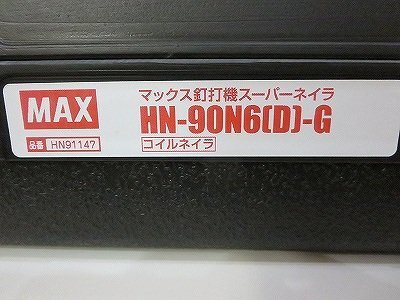 MAX
品番 HN91147
マックス釘打機スーパーネイラ
HN-90N6(D)-G
コイルネイラ